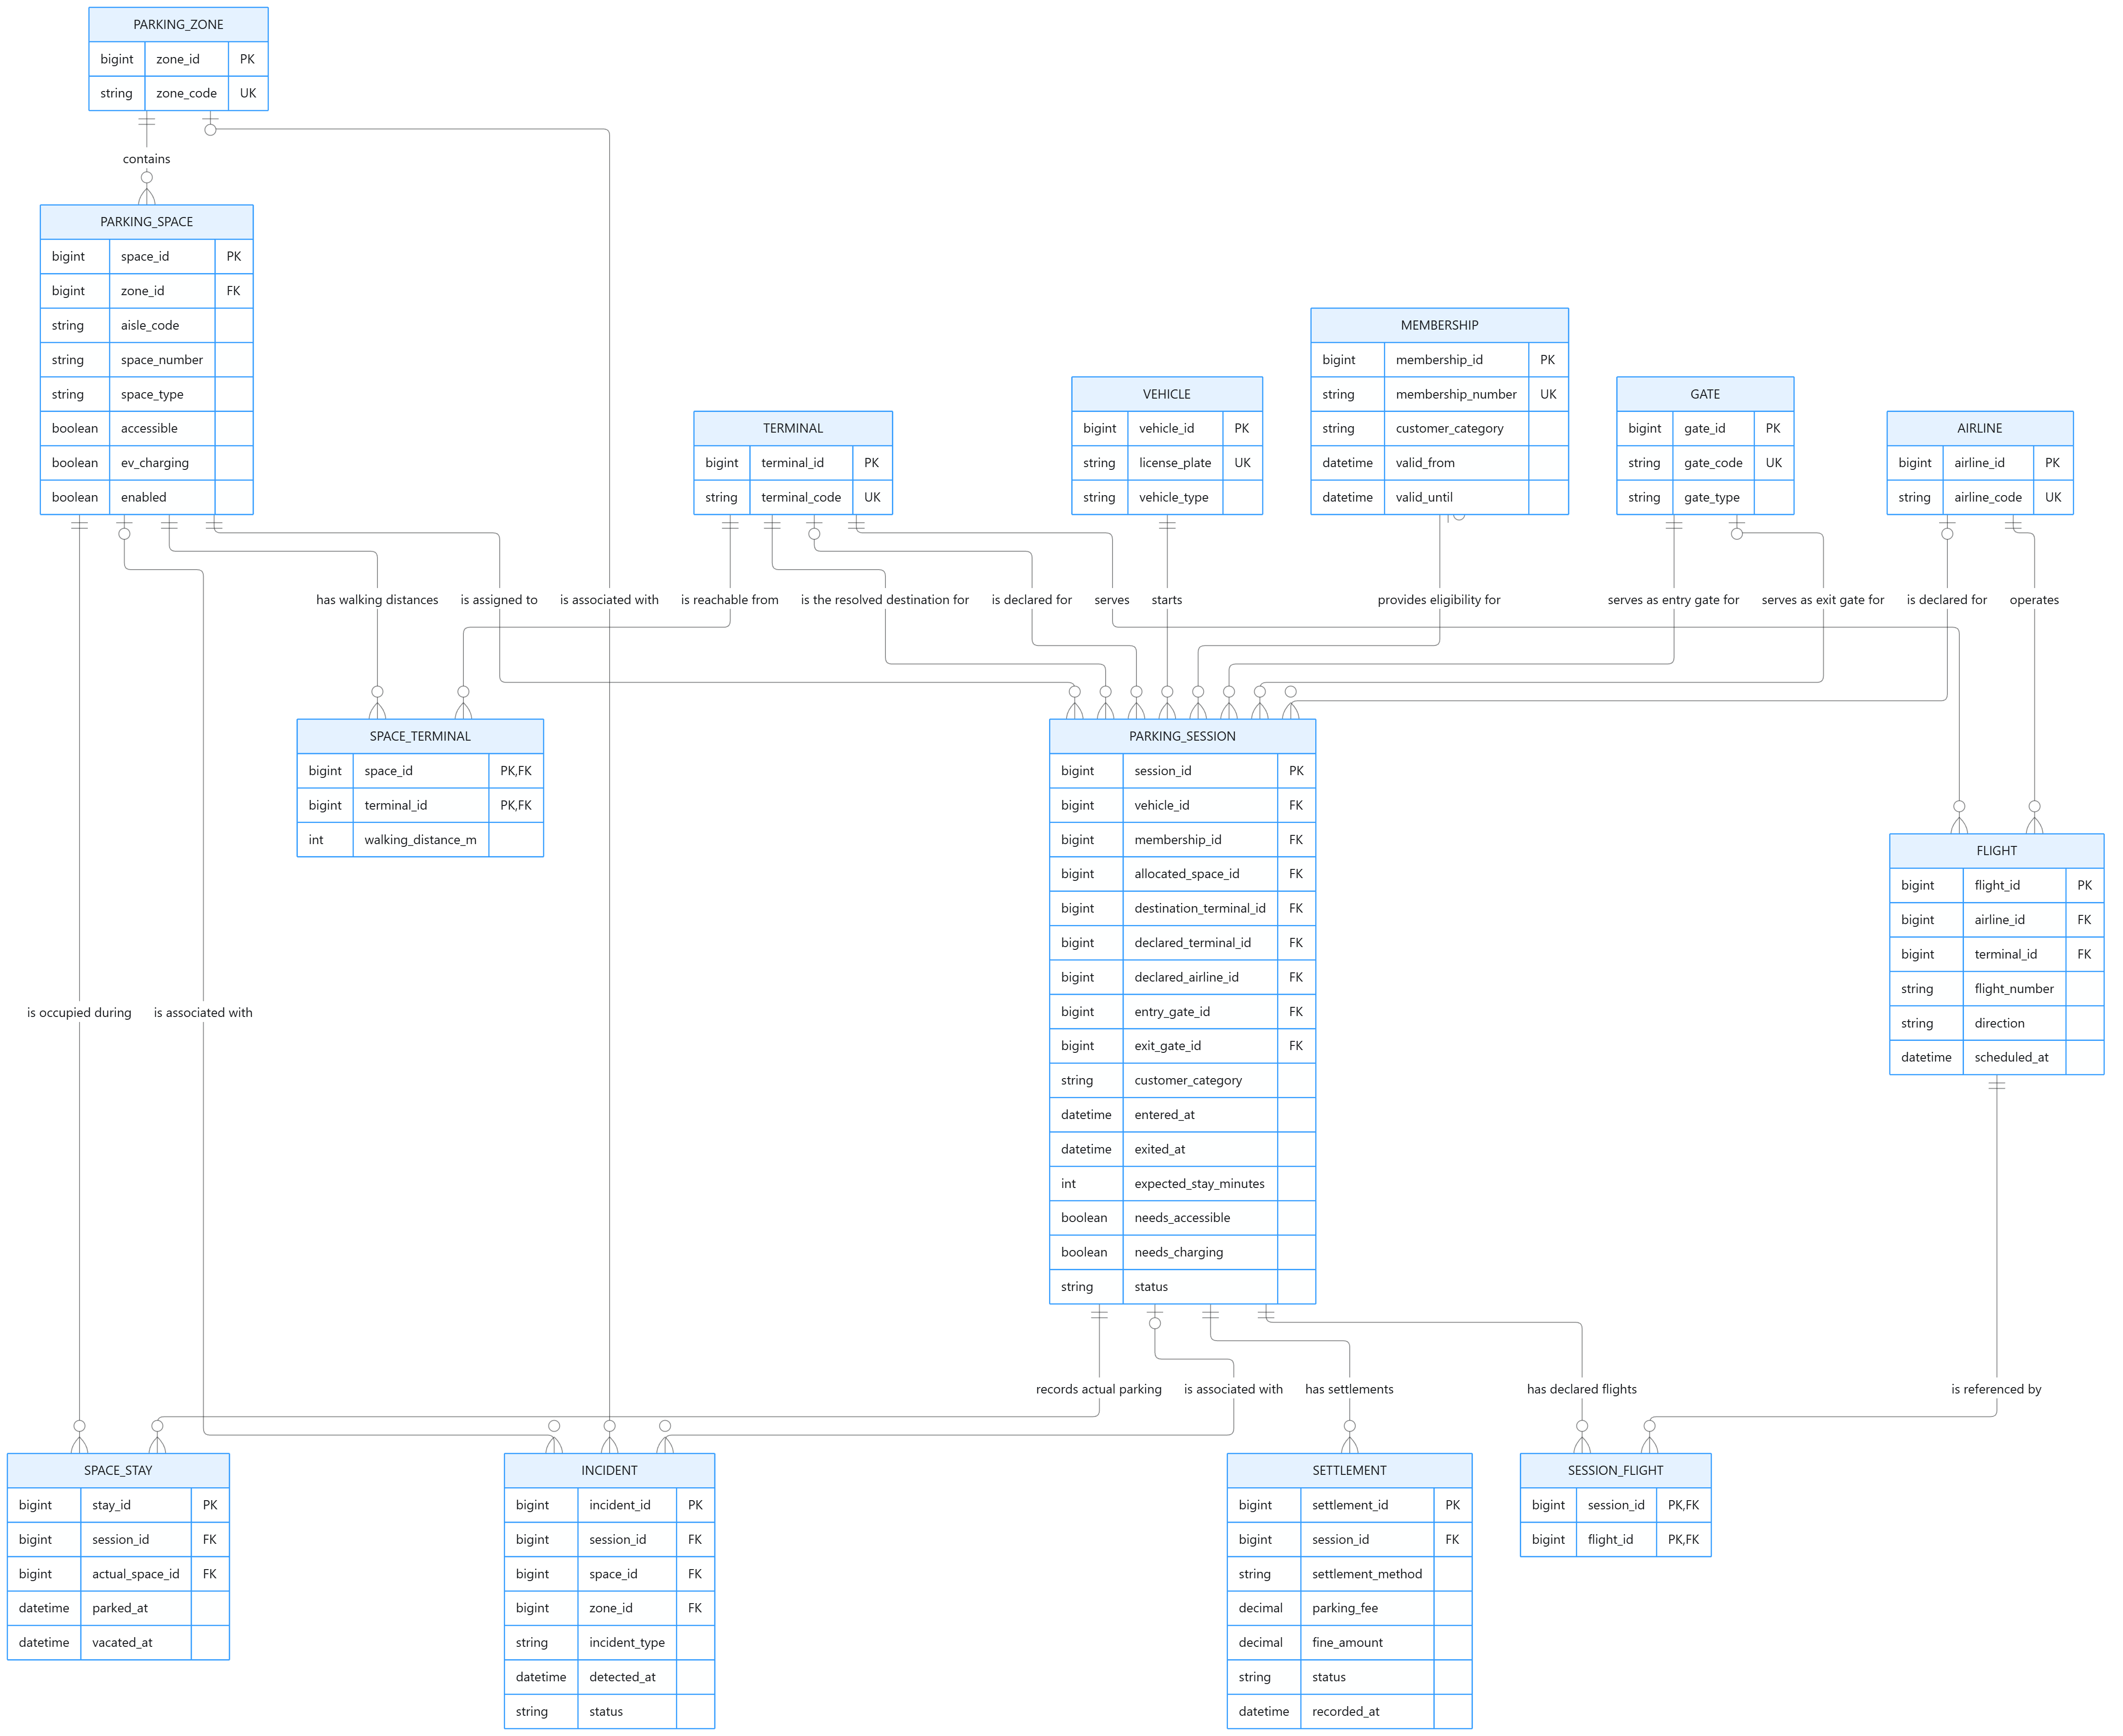 PARKING_ZONE
bigint zone_id PK
string zone_code UK
contains
PARKING_SPACE
bigint space_id PK
bigint zone_id FK
string aisle_code
string space_number
string space_type
boolean accessible
boolean ev_charging
boolean enabled
TERMINAL
bigint terminal_id PK
string terminal_code UK
VEHICLE
bigint vehicle_id PK
string license_plate UK
string vehicle_type
MEMBERSHIP
bigint membership_id PK
string membership_number UK
string customer_category
datetime valid_from
datetime valid_until
GATE
bigint gate_id PK
string gate_code UK
string gate_type
AIRLINE
bigint airline_id PK
string airline_code UK
has walking distances
is assigned to
is associated with
is reachable from
is the resolved destination for
is declared for
serves
starts
provides eligibility for
serves as entry gate for
serves as exit gate for
is declared for
operates
SPACE_TERMINAL
bigint space_id PK,FK
bigint terminal_id PK,FK
int walking_distance_m
PARKING_SESSION
bigint session_id PK
bigint vehicle_id FK
bigint membership_id FK
bigint allocated_space_id FK
bigint destination_terminal_id FK
bigint declared_terminal_id FK
bigint declared_airline_id FK
bigint entry_gate_id FK
bigint exit_gate_id FK
string customer_category
datetime entered_at
datetime exited_at
int expected_stay_minutes
boolean needs_accessible
boolean needs_charging
string status
FLIGHT
bigint flight_id PK
bigint airline_id FK
bigint terminal_id FK
string flight_number
string direction
datetime scheduled_at
is occupied during
is associated with
records actual parking
is associated with
has settlements
has declared flights
is referenced by
SPACE_STAY
bigint stay_id PK
bigint session_id FK
bigint actual_space_id FK
datetime parked_at
datetime vacated_at
INCIDENT
bigint incident_id PK
bigint session_id FK
bigint space_id FK
bigint zone_id FK
string incident_type
datetime detected_at
string status
SETTLEMENT
bigint settlement_id PK
bigint session_id FK
string settlement_method
decimal parking_fee
decimal fine_amount
string status
datetime recorded_at
SESSION_FLIGHT
bigint session_id PK,FK
bigint flight_id PK,FK